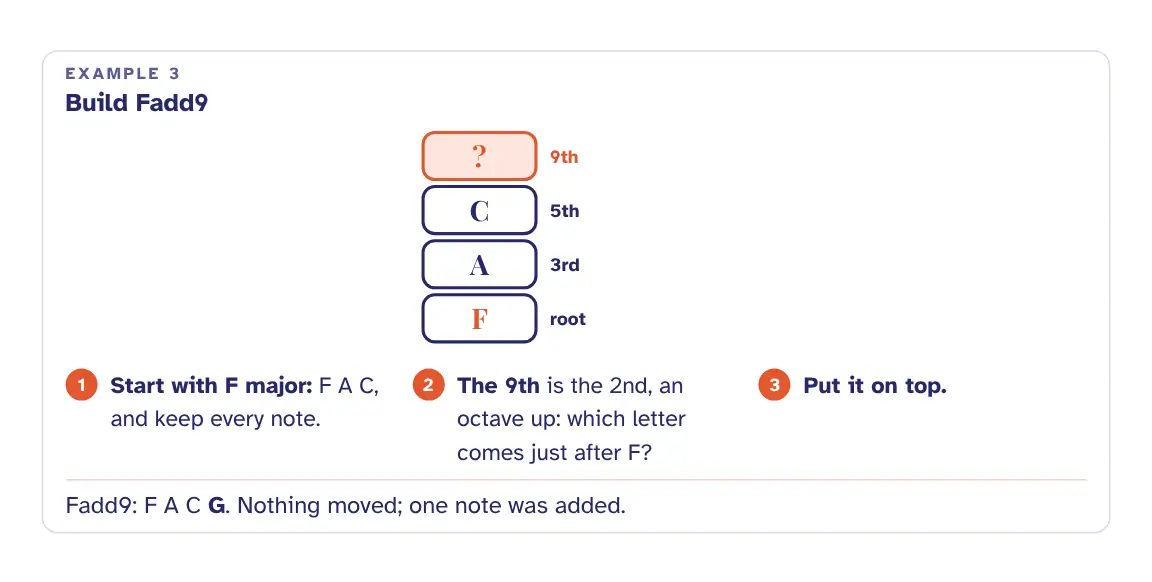 EXAMPLE 3
Build Fadd9
? 9th
C 5th
A 3rd
F root
1 Start with F major: F A C,
and keep every note.
2 The 9th is the 2nd, an
octave up: which letter
comes just after F?
3 Put it on top.
Fadd9: F A C G. Nothing moved; one note was added.